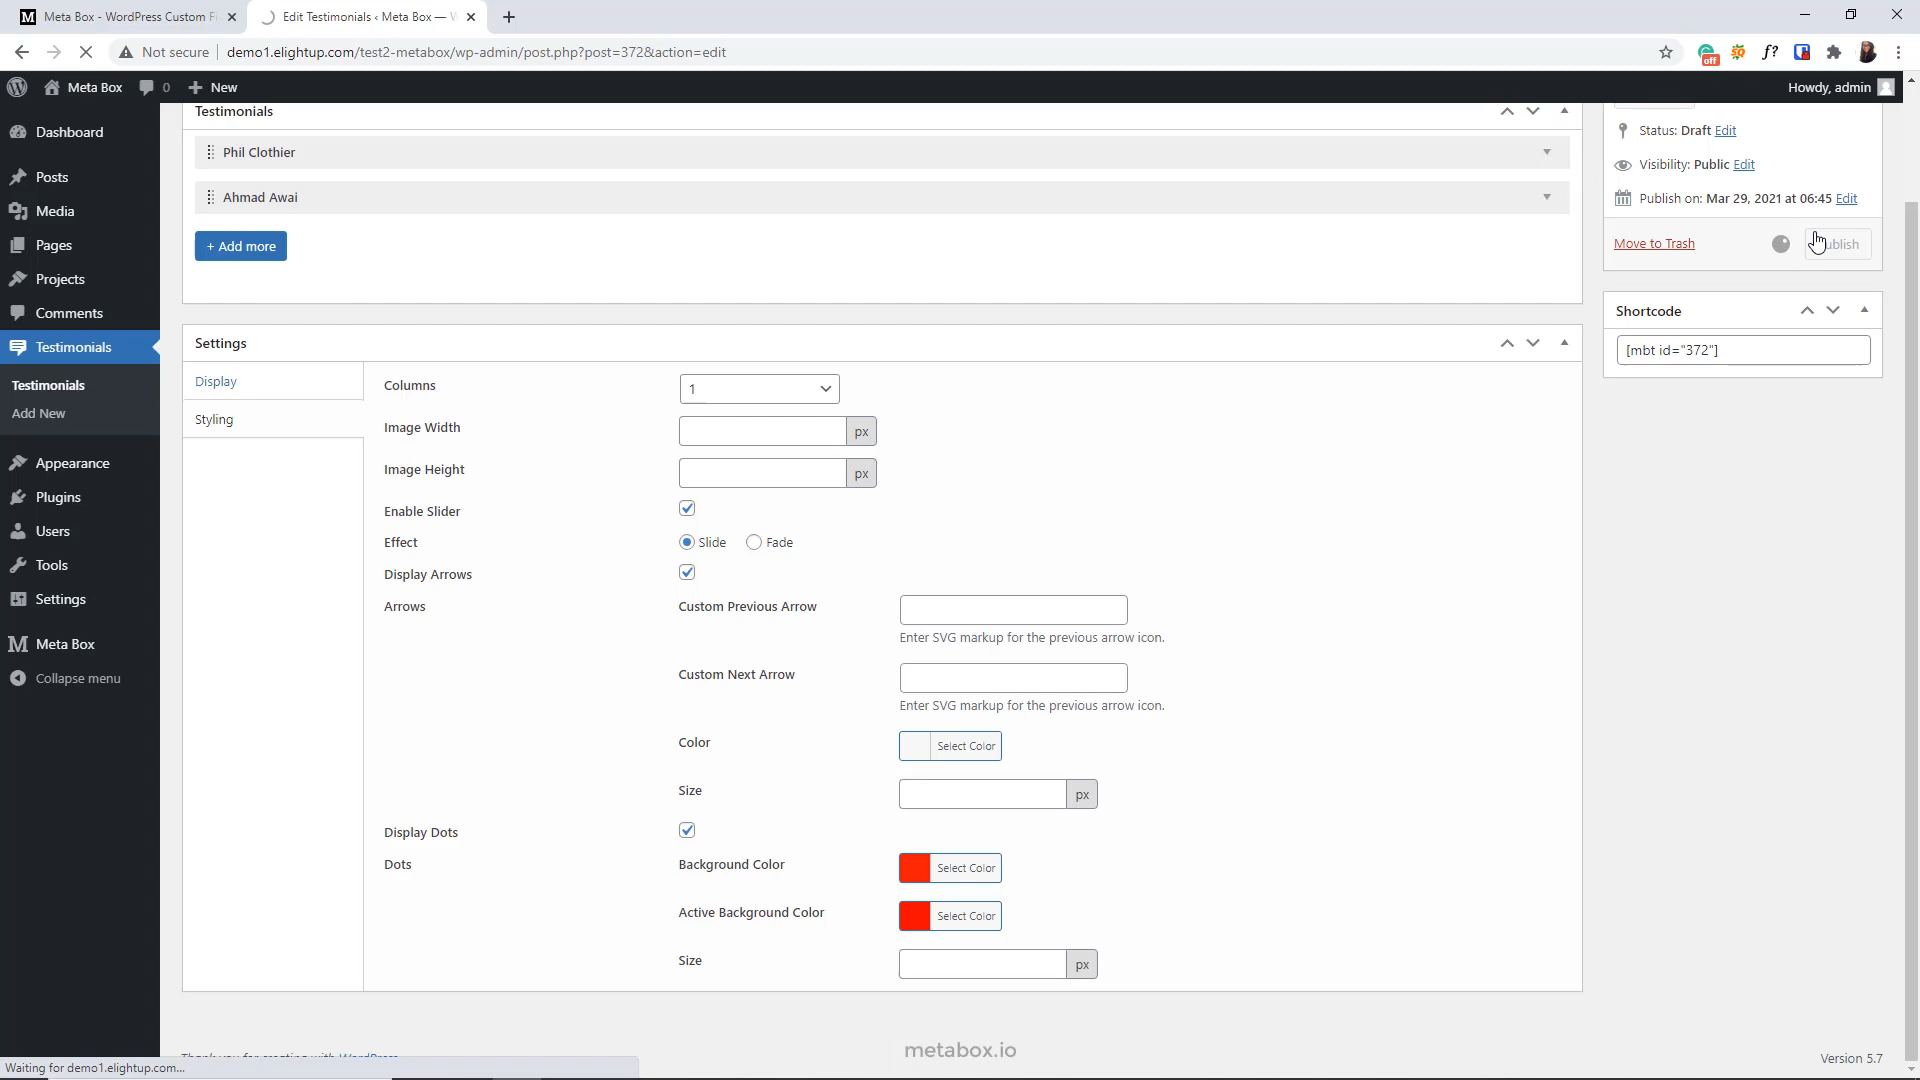 Meta Box - WordPress Custom Fi
Edit Testimonials ‹ Meta Box — W
Not secure
demo1.elightup.com/test2-metabox/wp-admin/post.php?post=372&action=edit
off
f?
Meta Box
0
New
Howdy, admin
Dashboard
Posts
Media
Pages
Projects
Comments
Testimonials
Testimonials
Add New
Appearance
Plugins
Users
Tools
Settings
Meta Box
Collapse menu
Testimonials
Phil Clothier
Ahmad Awai
+ Add more
Settings
Display
Styling
Columns
1
Image Width
px
Image Height
px
Enable Slider
Effect
Slide
Fade
Display Arrows
Arrows
Custom Previous Arrow
Enter SVG markup for the previous arrow icon.
Custom Next Arrow
Enter SVG markup for the previous arrow icon.
Color
Select Color
Size
px
Display Dots
Dots
Background Color
Select Color
Active Background Color
Select Color
Size
px
Status: Draft Edit
Visibility: Public Edit
Publish on: Mar 29, 2021 at 06:45 Edit
Move to Trash
Publish
Shortcode
[mbt id="372"]
metabox.io
Thank you for creating with WordPress
Version 5.7
Waiting for demo1.elightup.com...